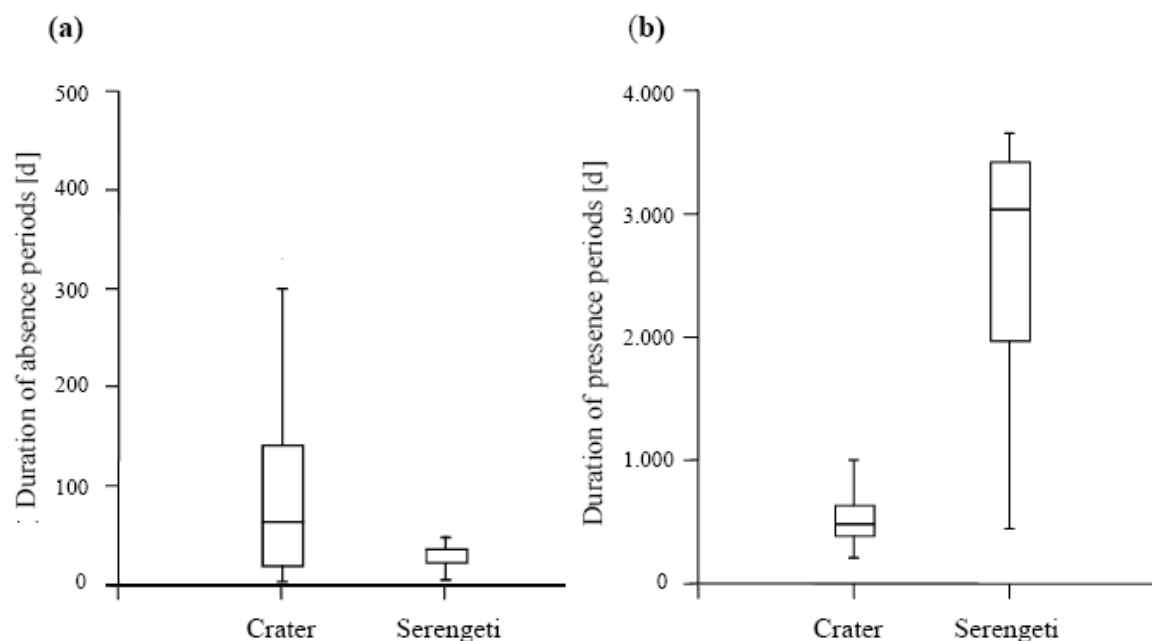 (a)
Duration of absence periods [d]
500
400
300
200
100
0
Crater Serengeti
(b)
Duration of presence periods [d]
4.000
3.000
2.000
1.000
0
Crater Serengeti